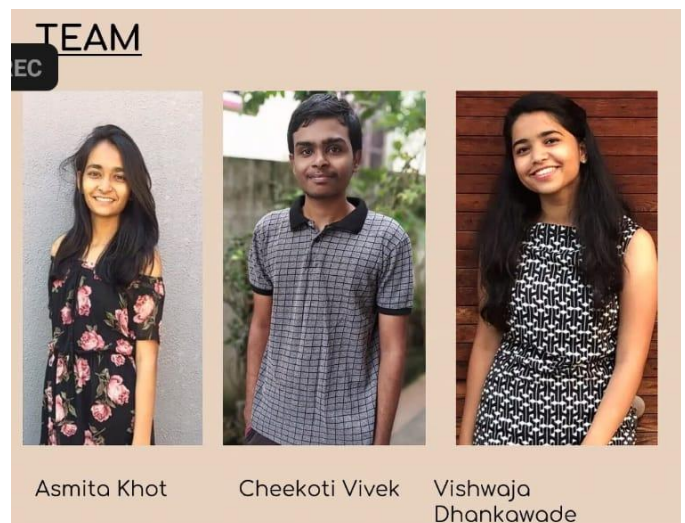 TEAM
REC
Asmita Khot
Cheekoti Vivek
Vishwaja
Dhankawade